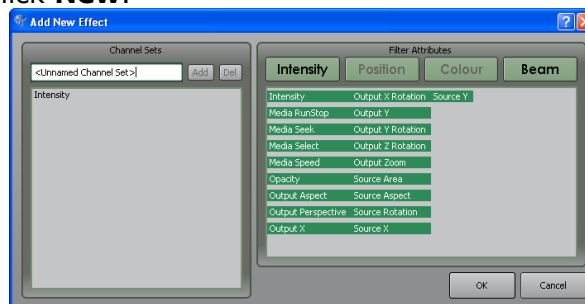 lick NEW.
Add New Effect
Channel Sets
Filter Attributes
<Unnamed Channel Set>
Add
Del
Intensity
Position
Colour
Beam
Intensity
Intensity Output X Rotation Source Y
Media RunStop Output Y
Media Seek Output Y Rotation
Media Select Output Z Rotation
Media Speed Output Zoom
Opacity Source Area
Output Aspect Source Aspect
Output Perspective Source Rotation
Output X Source X
OK
Cancel